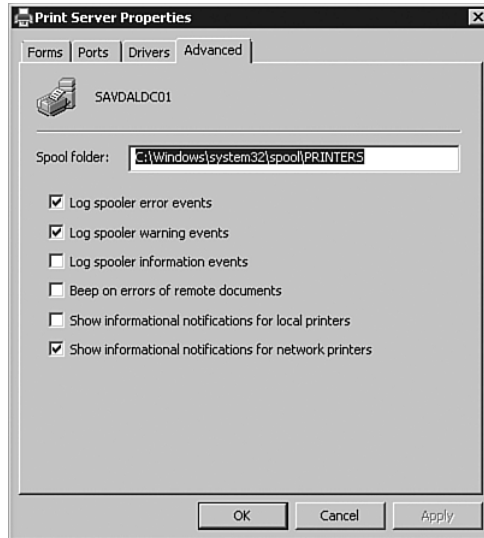 Print Server Properties
Forms Ports Drivers Advanced
SAVDALDC01
Spool folder: C:\Windows\system32\spool\PRINTERS
Log spooler error events
Log spooler warning events
Log spooler information events
Beep on errors of remote documents
Show informational notifications for local printers
Show informational notifications for network printers
OK Cancel Apply